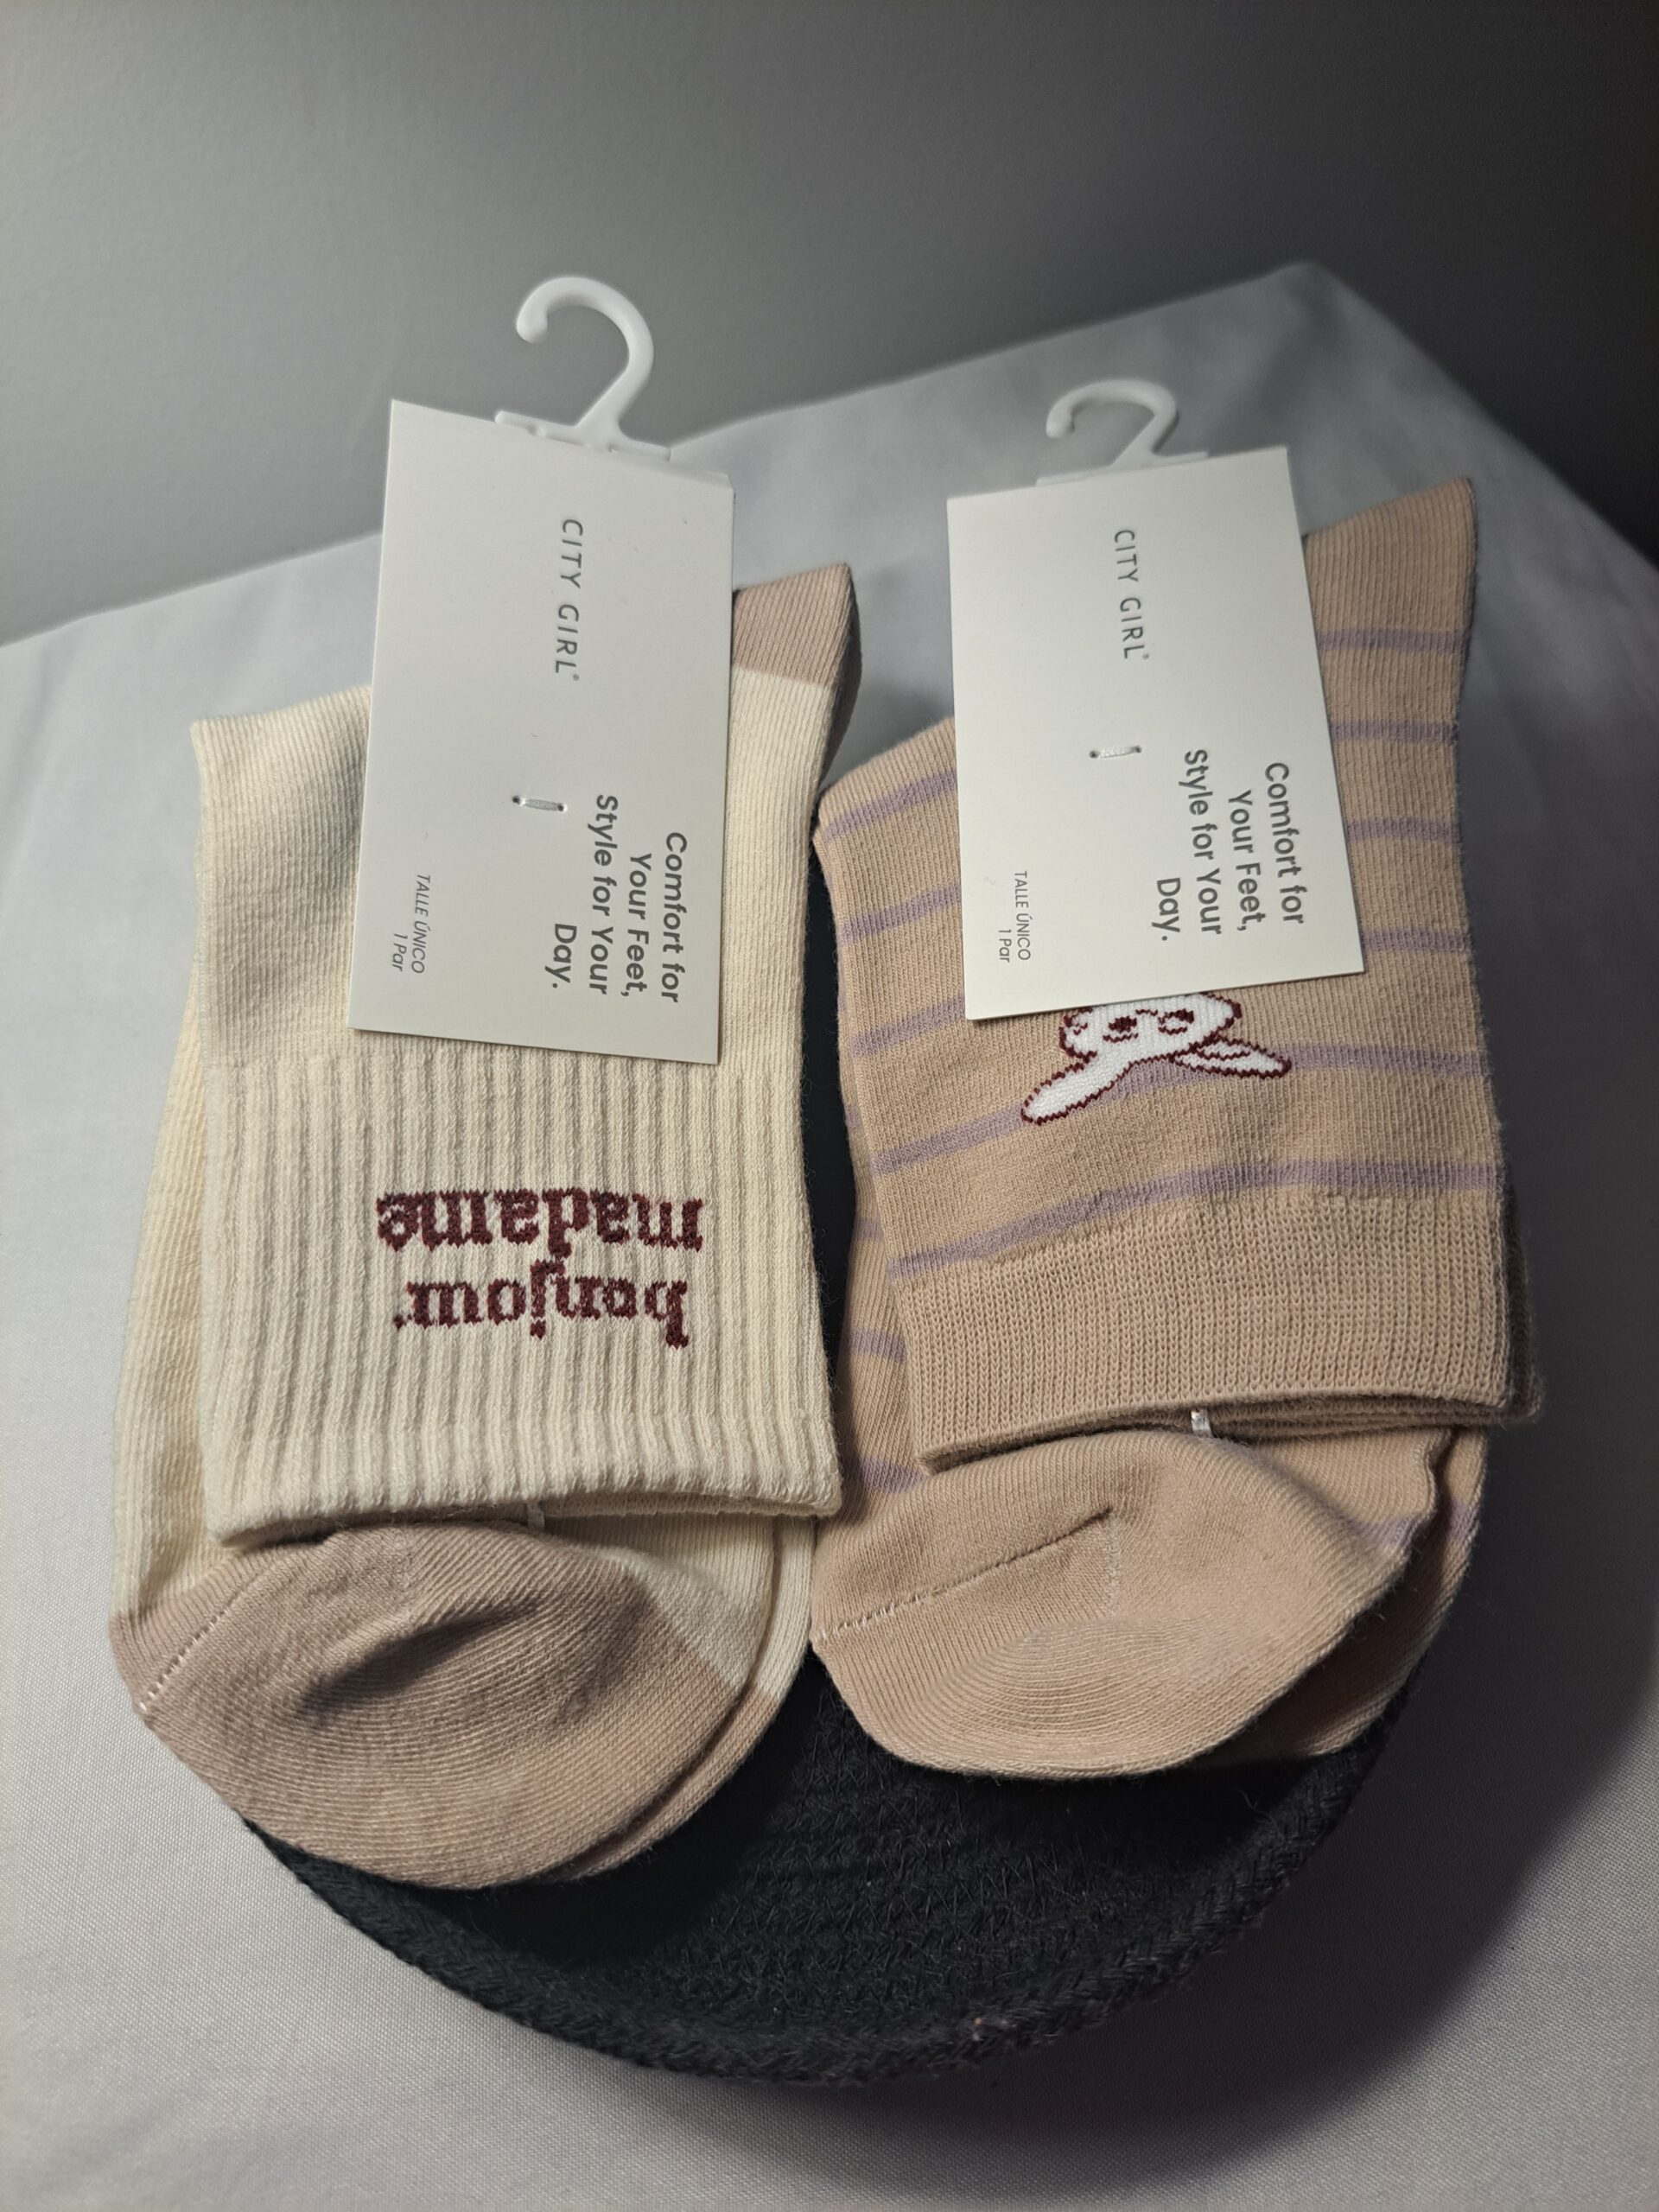 CITY GIRL®
Comfort for
Your Feet,
Style for Your
Day.
TALLE ÚNICO
1 Par
bonjour
madame
CITY GIRL®
Comfort for
Your Feet,
Style for Your
Day.
TALLE ÚNICO
1 Par